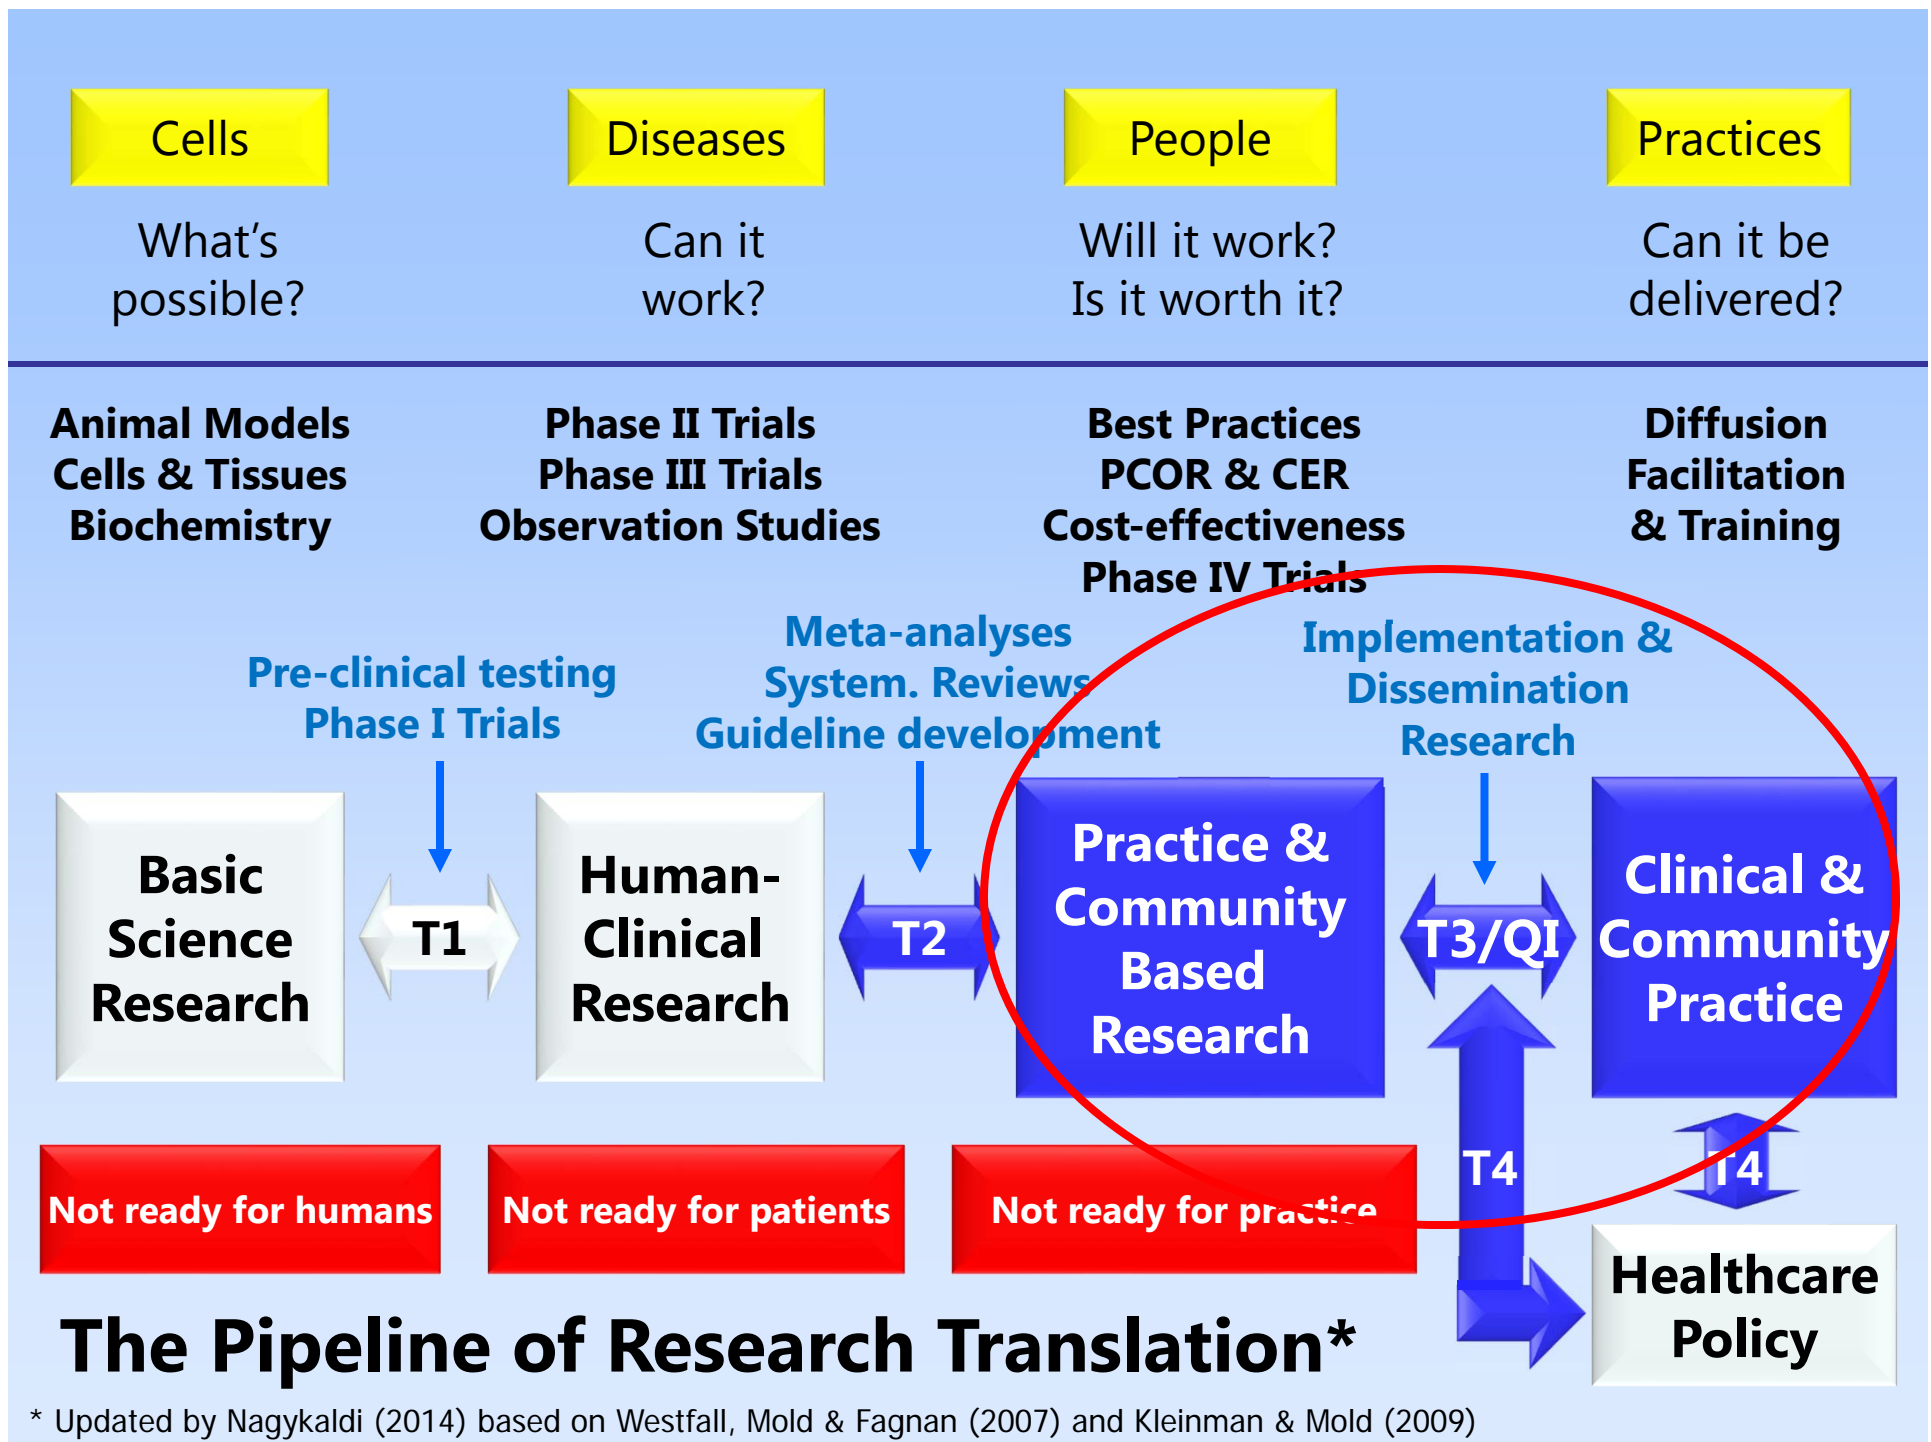 Cells
Diseases
People
Practices
What's
possible?
Can it
work?
Will it work?
Is it worth it?
Can it be
delivered?
Animal Models
Cells & Tissues
Biochemistry
Phase II Trials
Phase III Trials
Observation Studies
Best Practices
PCOR & CER
Cost-effectiveness
Phase IV Trials
Diffusion
Facilitation
& Training
Pre-clinical testing
Phase I Trials
Meta-analyses
System. Reviews
Guideline development
Implementation &
Dissemination
Research
Basic
Science
Research
T1
Human-
Clinical
Research
T2
Practice &
Community
Based
Research
T3/QI
Clinical &
Community
Practice
T4
T4
Not ready for humans
Not ready for patients
Not ready for practice
Healthcare
Policy
The Pipeline of Research Translation*
* Updated by Nagykaldi (2014) based on Westfall, Mold & Fagnan (2007) and Kleinman & Mold (2009)